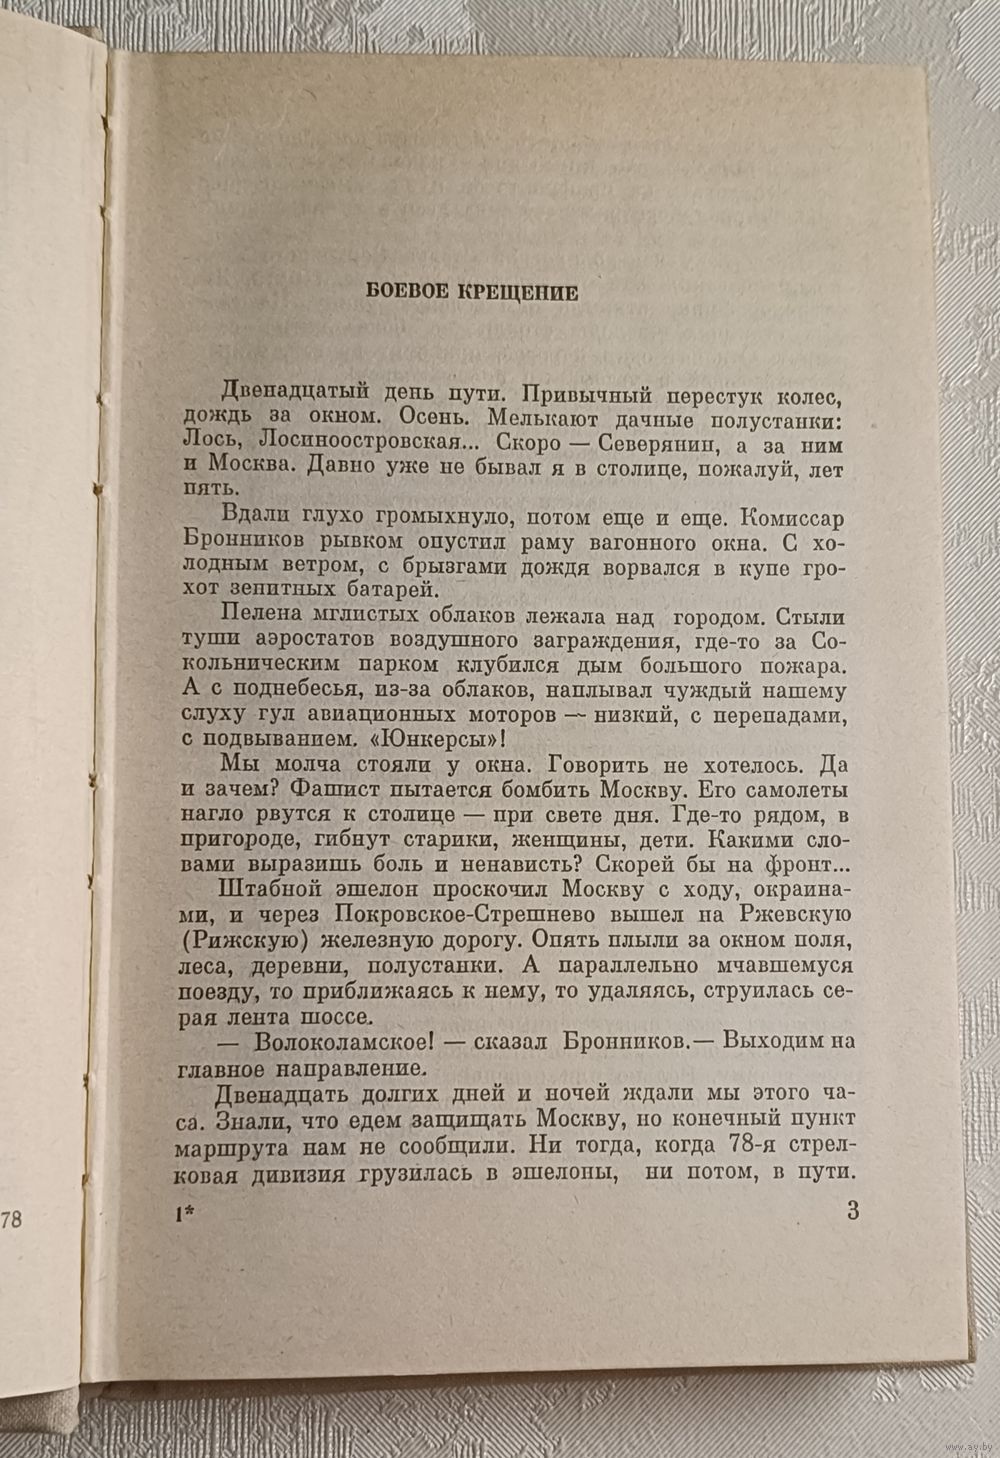 БОЕВОЕ КРЕЩЕНИЕ
Двенадцатый день пути. Привычный перестук колес,
дождь за окном. Осень. Мелькают дачные полустанки:
Лось, Лосиноостровская... Скоро — Северянин, а за ним
и Москва. Давно уже не бывал я в столице, пожалуй, лет
пять.
Вдали глухо громыхнуло, потом еще и еще. Комиссар
Бронников рывком опустил раму вагонного окна. С хо-
лодным ветром, с брызгами дождя ворвался в купе гро-
хот зенитных батарей.
Пелена мглистых облаков лежала над городом. Стыли
туши аэростатов воздушного заграждения, где-то за Со-
кольническим парком клубился дым большого пожара.
А с поднебесья, из-за облаков, наплывал чуждый нашему
слуху гул авиационных моторов — низкий, с перепадами,
с подвыванием. «Юнкерсы»!
Мы молча стояли у окна. Говорить не хотелось. Да
и зачем? Фашист пытается бомбить Москву. Его самолеты
нагло рвутся к столице — при свете дня. Где-то рядом, в
пригороде, гибнут старики, женщины, дети. Какими сло-
вами выразишь боль и ненависть? Скорей бы на фронт...
Штабной эшелон проскочил Москву с ходу, окраина-
ми, и через Покровское-Стрешнево вышел на Ржевскую
(Рижскую) железную дорогу. Опять плыли за окном поля,
леса, деревни, полустанки. А параллельно мчавшемуся
поезду, то приближаясь к нему, то удаляясь, струилась се-
рая лента шоссе.
— Волоколамское! — сказал Бронников.— Выходим на
главное направление.
Двенадцать долгих дней и ночей ждали мы этого ча-
са. Знали, что едем защищать Москву, но конечный пункт
маршрута нам не сообщили. Ни тогда, когда 78-я стрел-
ковая дивизия грузилась в эшелоны, ни потом, в пути.
1*
3
78
www.ay.by